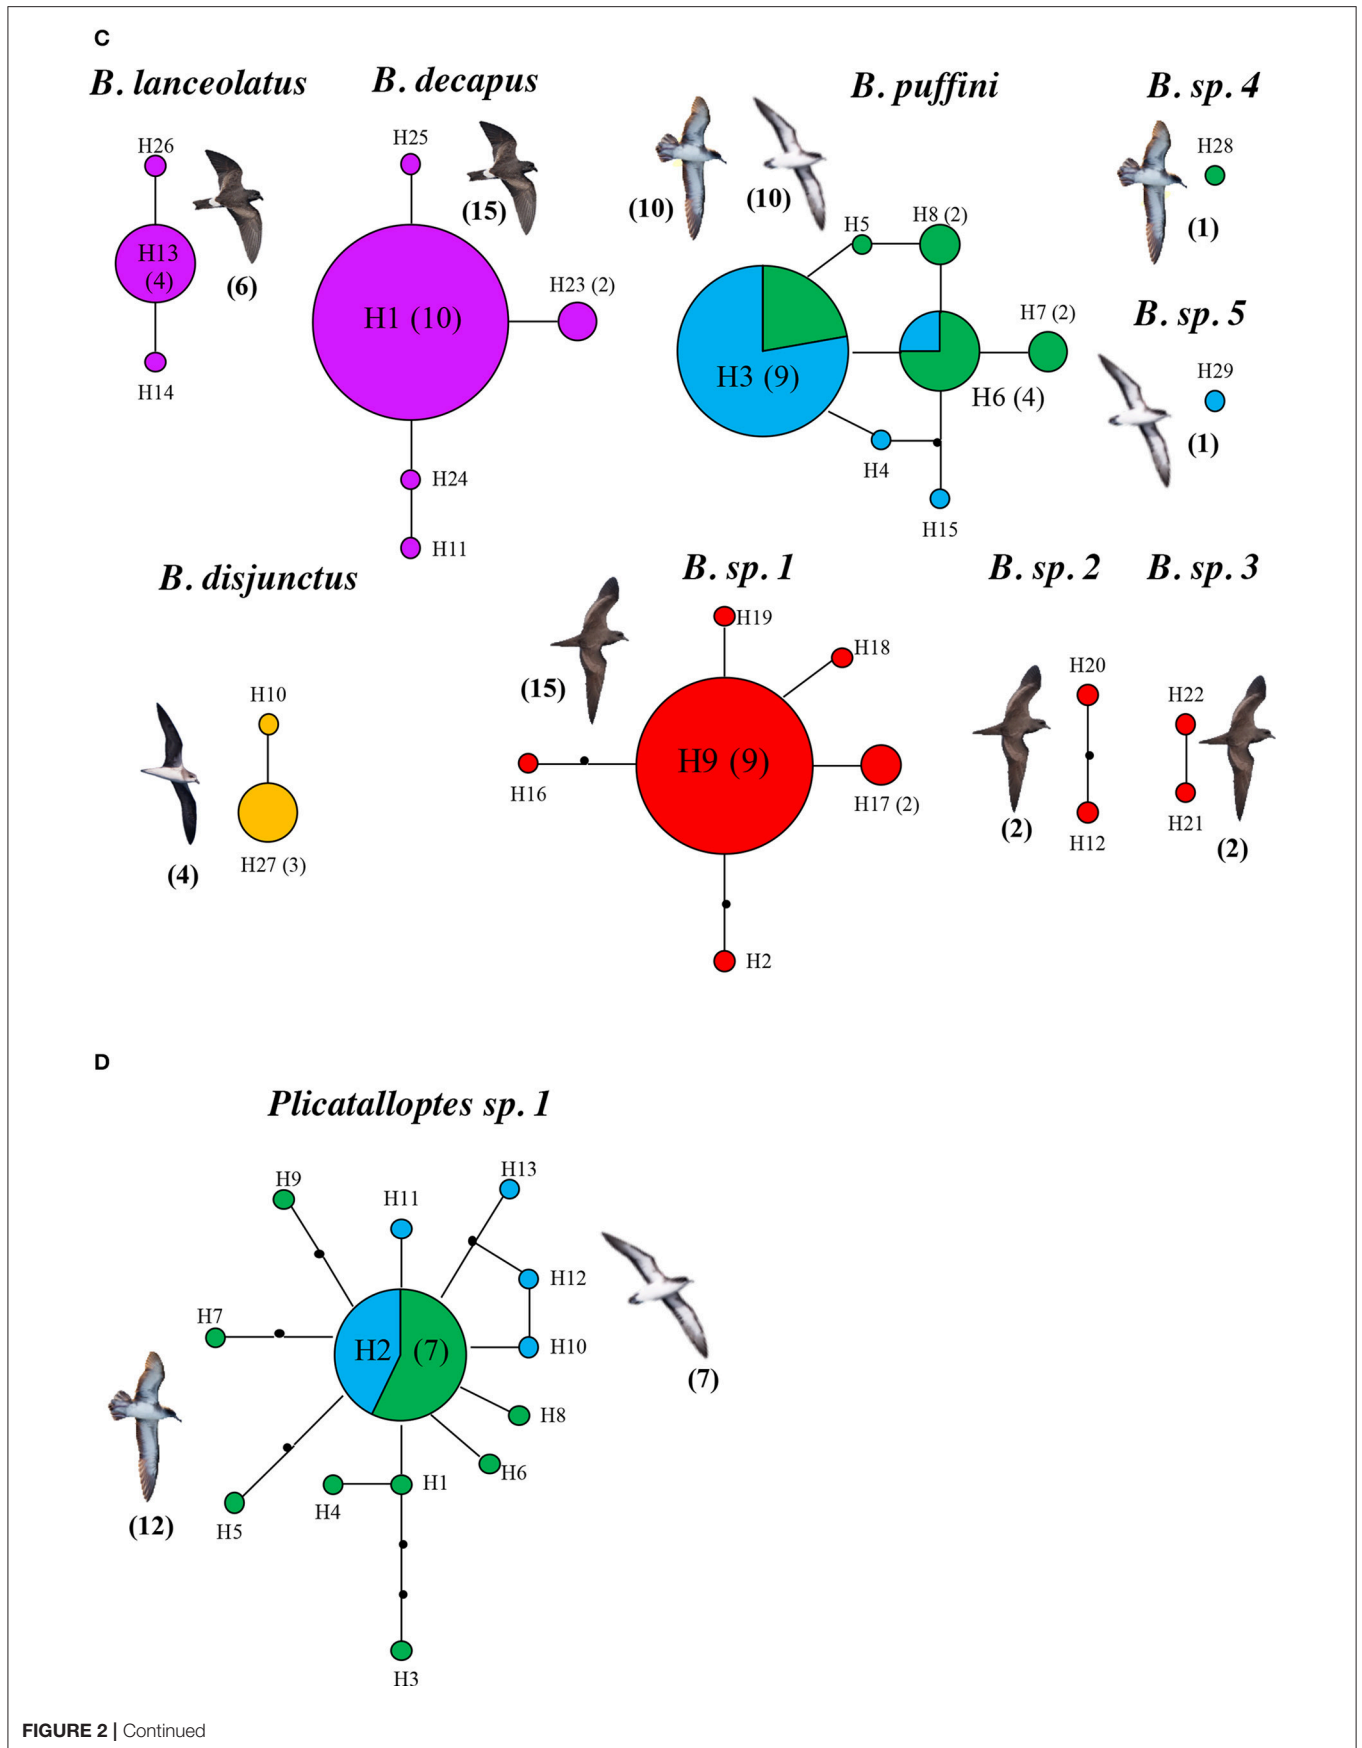 C
B. lanceolatus
B. decapus
B. puffini
B. sp. 4
H26
H13
(4)
(6)
H14
H25
(15)
H1 (10)
H23 (2)
H24
H11
(10)
(10)
H5
H8 (2)
H7 (2)
H3 (9)
H6 (4)
H4
H15
H28
(1)
B. sp. 5
H29
(1)
B. disjunctus
B. sp. 1
B. sp. 2
B. sp. 3
H10
(4)
H27 (3)
(15)
H19
H18
H9 (9)
H16
H17 (2)
H2
H20
(2)
H12
H22
H21
(2)
D
Plicatalloptes sp. 1
H9
H11
H13
H12
H7
H2 (7)
H10
(7)
H8
H6
H1
H4
H5
(12)
H3
FIGURE 2 | Continued